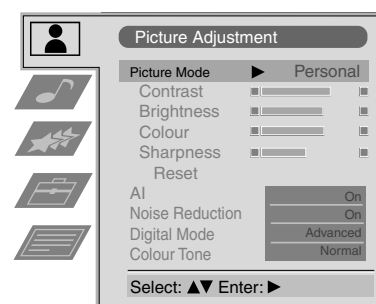 Picture Adjustment
Picture Mode ▶ Personal
Contrast
Brightness
Colour
Sharpness
Reset
AI On
Noise Reduction On
Digital Mode Advanced
Colour Tone Normal
Select: ▲▼ Enter: ▶